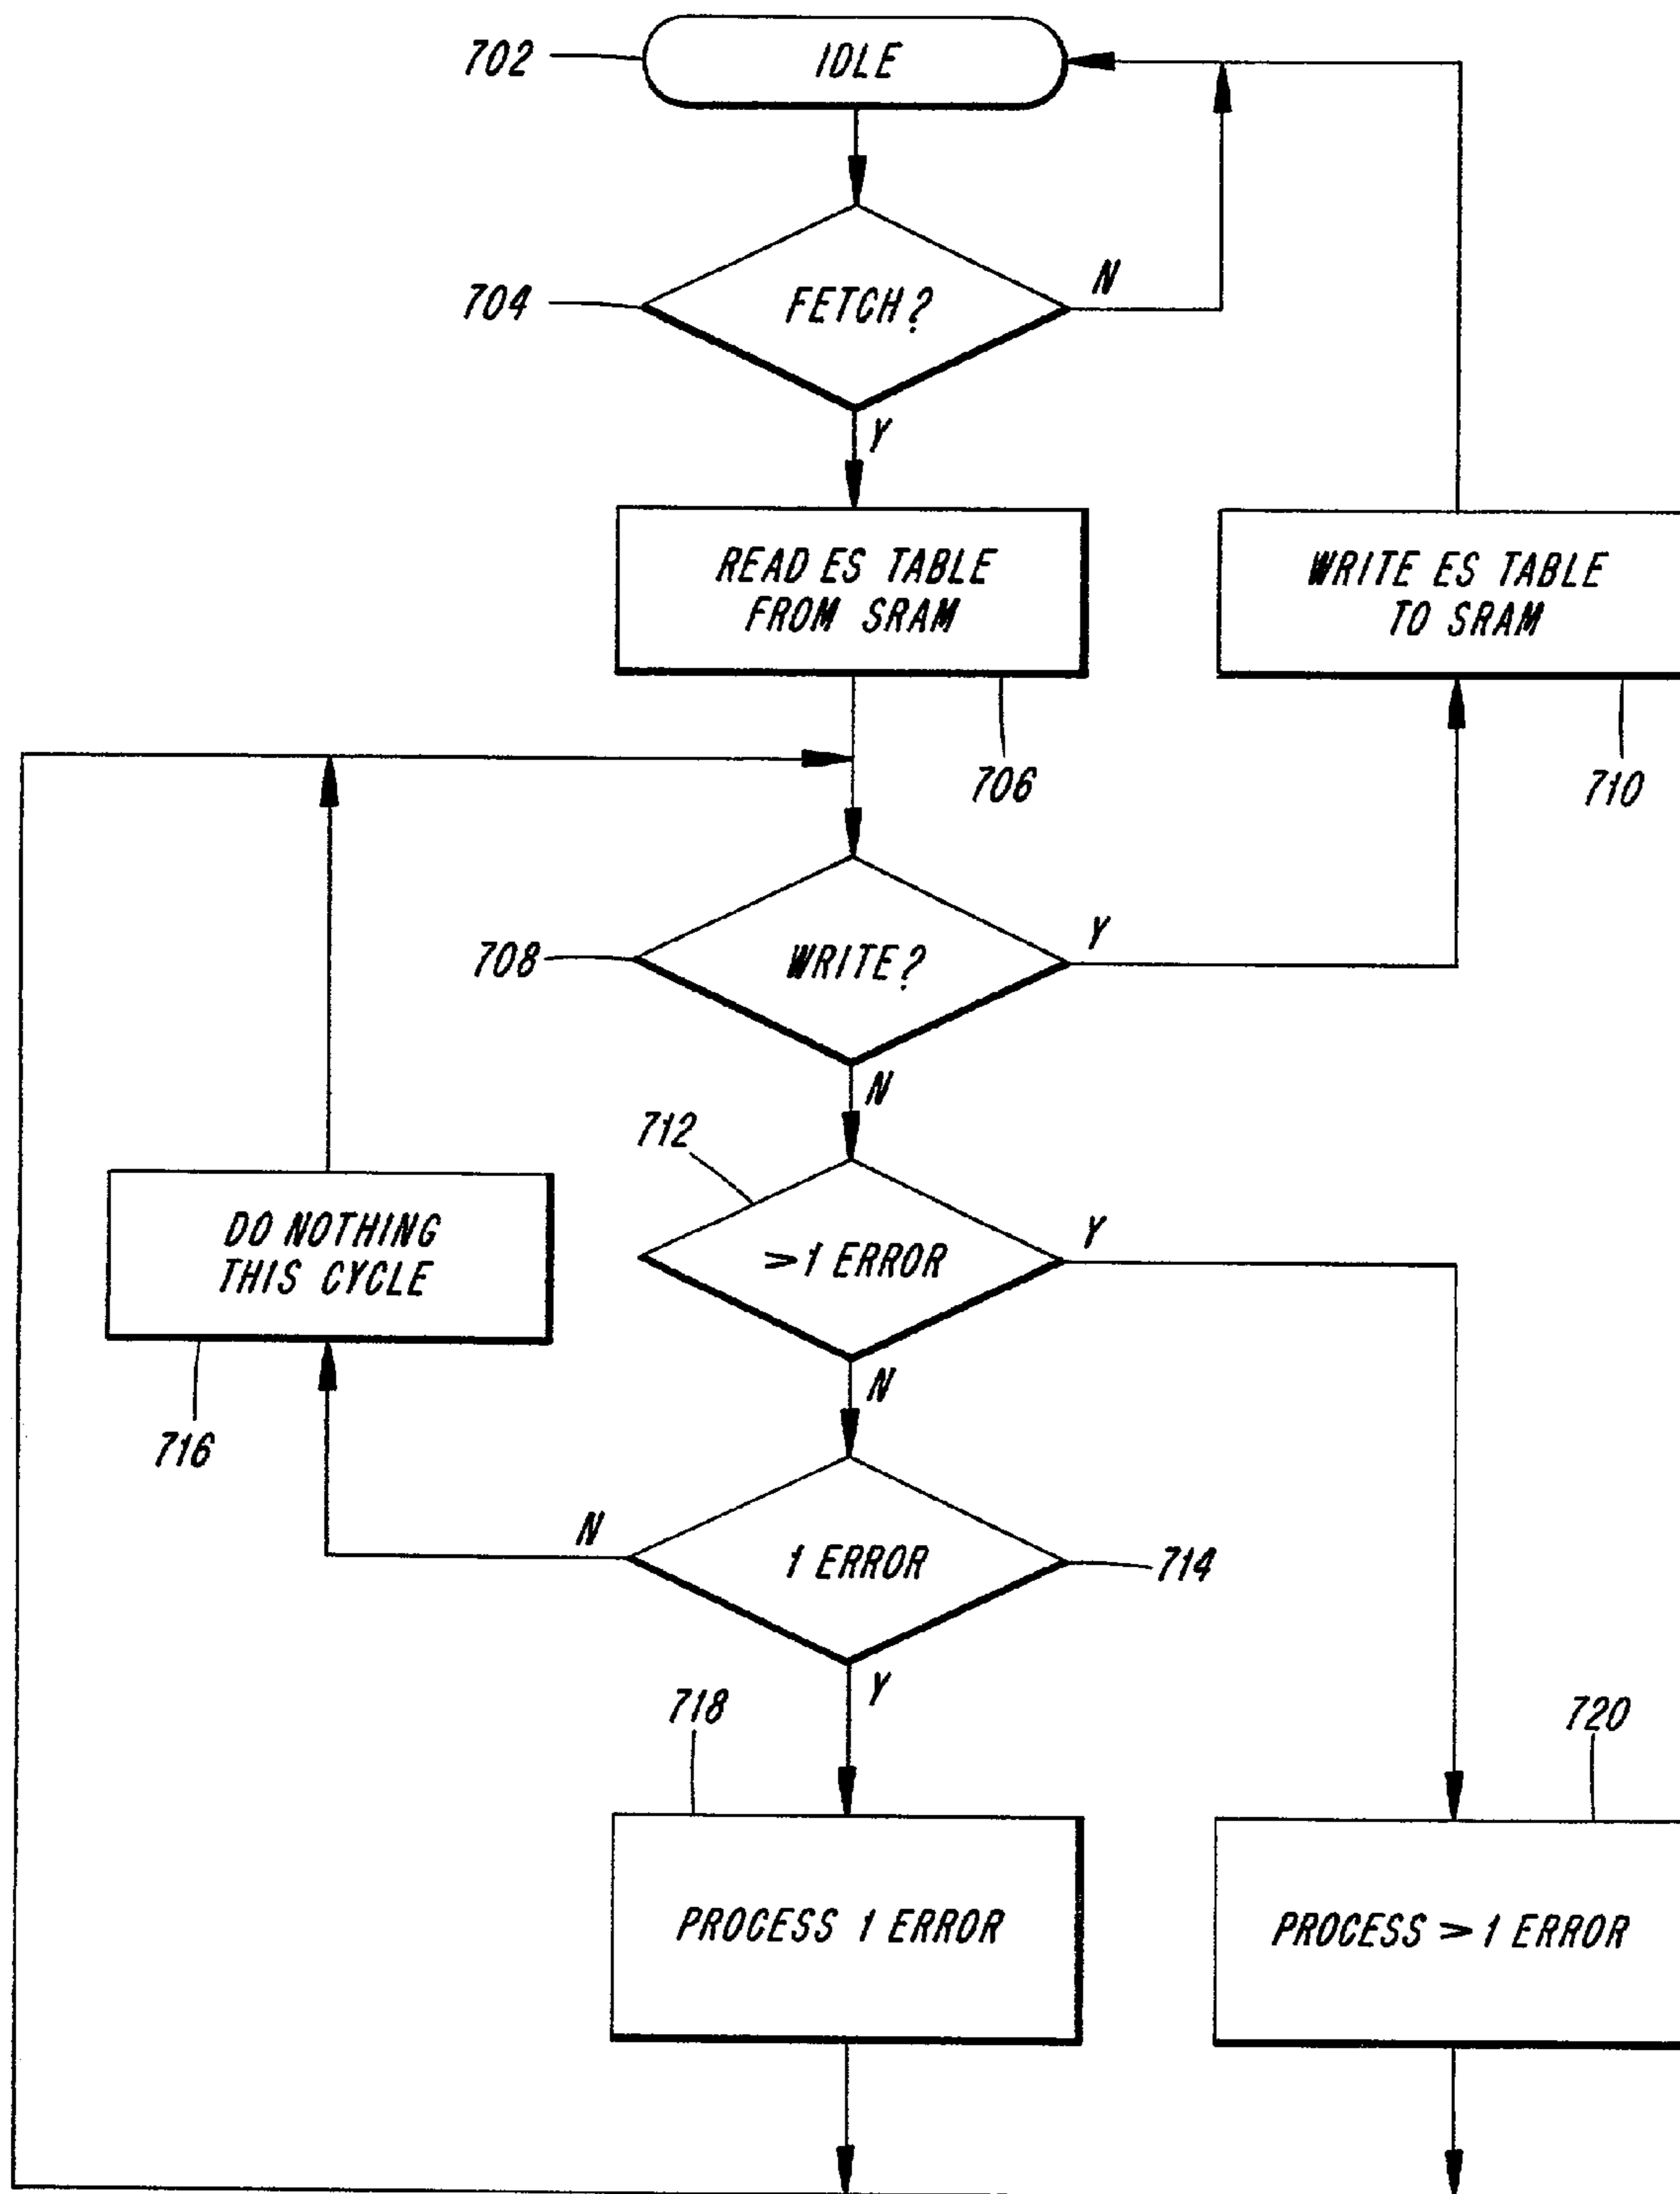 702
IDLE
704
FETCH?
N
Y
READ ES TABLE
FROM SRAM
WRITE ES TABLE
TO SRAM
706
710
708
WRITE?
Y
N
712
>1 ERROR
Y
DO NOTHING
THIS CYCLE
N
716
N
1 ERROR
714
Y
718
720
PROCESS 1 ERROR
PROCESS >1 ERROR